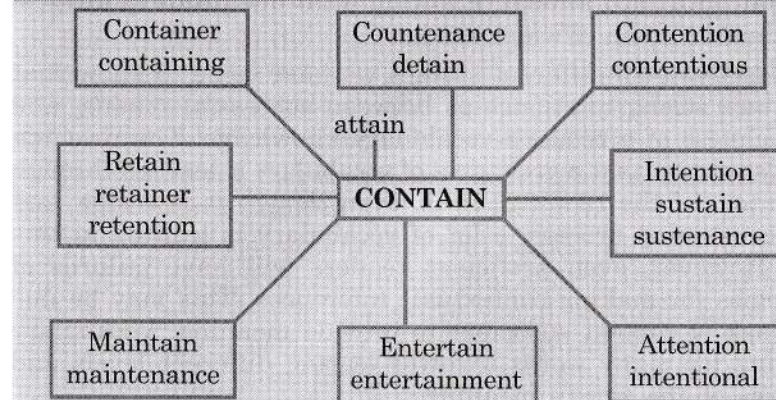 Container
containing
Countenance
detain
Contention
contentious
attain
Retain
retainer
retention
CONTAIN
Intention
sustain
sustenance
Maintain
maintenance
Entertain
entertainment
Attention
intentional